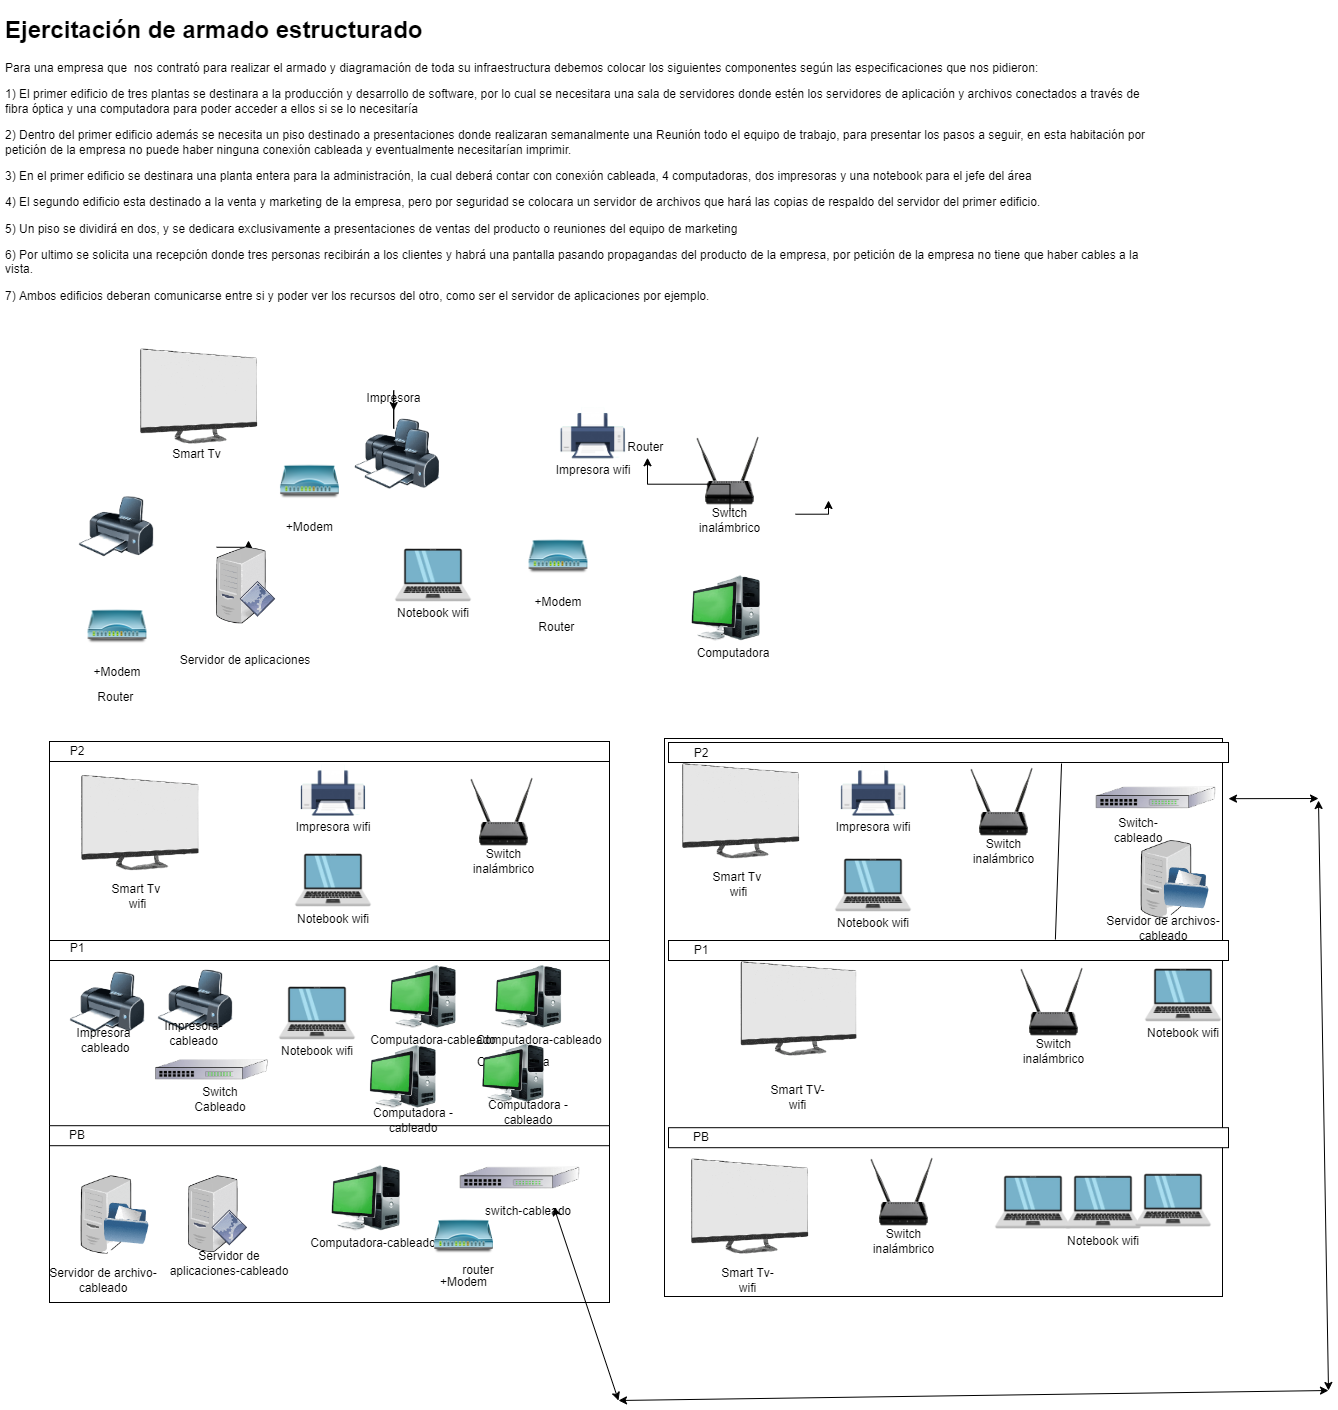 Ejercitación de armado estructurado
Para una empresa que  nos contrató para realizar el armado y diagramación de toda su infraestructura debemos colocar los siguientes componentes según las especificaciones que nos pidieron:
1) El primer edificio de tres plantas se destinara a la producción y desarrollo de software, por lo cual se necesitara una sala de servidores donde estén los servidores de aplicación y archivos conectados a través de
fibra óptica y una computadora para poder acceder a ellos si se lo necesitaría
2) Dentro del primer edificio además se necesita un piso destinado a presentaciones donde realizaran semanalmente una Reunión todo el equipo de trabajo, para presentar los pasos a seguir, en esta habitación por
petición de la empresa no puede haber ninguna conexión cableada y eventualmente necesitarían imprimir.
3) En el primer edificio se destinara una planta entera para la administración, la cual deberá contar con conexión cableada, 4 computadoras, dos impresoras y una notebook para el jefe del área
4) El segundo edificio esta destinado a la venta y marketing de la empresa, pero por seguridad se colocara un servidor de archivos que hará las copias de respaldo del servidor del primer edificio.
5) Un piso se dividirá en dos, y se dedicara exclusivamente a presentaciones de ventas del producto o reuniones del equipo de marketing
6) Por ultimo se solicita una recepción donde tres personas recibirán a los clientes y habrá una pantalla pasando propagandas del producto de la empresa, por petición de la empresa no tiene que haber cables a la
vista.
7) Ambos edificios deberan comunicarse entre si y poder ver los recursos del otro, como ser el servidor de aplicaciones por ejemplo.
Impresora
Smart Tv
Router
Impresora wifi
Switch
inalámbrico
+Modem
Notebook wifi
+Modem
Router
Computadora
Servidor de aplicaciones
+Modem
Router
P2
Impresora wifi
Switch
inalámbrico
Smart Tv
wifi
Notebook wifi
P1
Impresora
cableado
Impresora-
cableado
Notebook wifi
Computadora-cableado
Computadora-cableado
Switch
Cableado
Computadora -
cableado
Computadora -
cableado
PB
switch-cableado
Computadora-cableado
Servidor de
aplicaciones-cableado
Servidor de archivo-
cableado
router
+Modem
P2
Impresora wifi
Switch
inalámbrico
Switch-
cableado
Smart Tv
wifi
Notebook wifi
Servidor de archivos-
cableado
P1
Notebook wifi
Switch
inalámbrico
Smart TV-
wifi
PB
Switch
inalámbrico
Notebook wifi
Smart Tv-
wifi